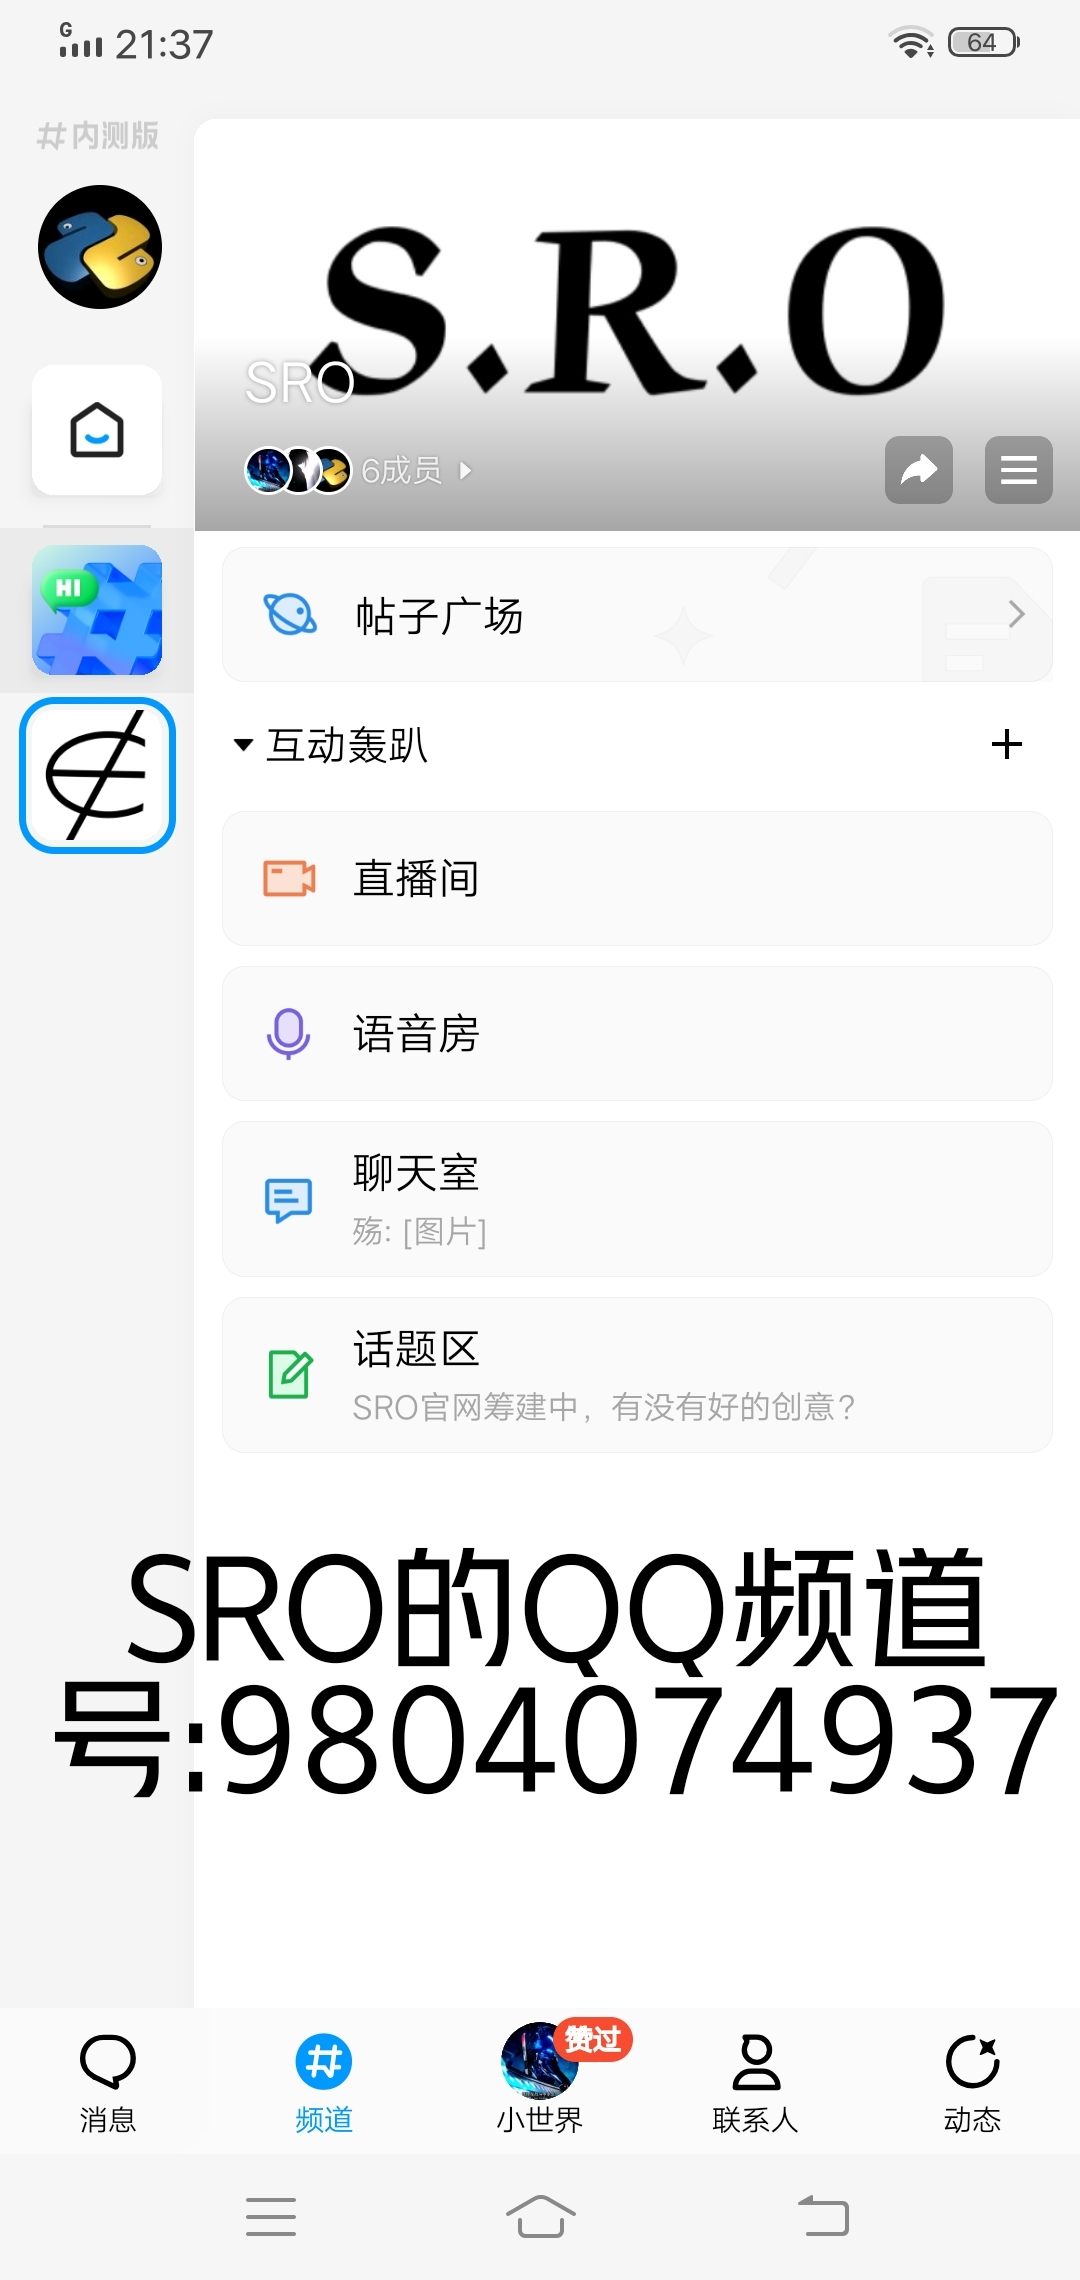 G
21:37
64
#内测版
S.R.O
SRO
6成员
HI
帖子广场
互动轰趴
直播间
语音房
聊天室
殇: [图片]
话题区
SRO官网筹建中，有没有好的创意?
SRO的QQ频道
号:9804074937
赞过
消息
频道
小世界
联系人
动态